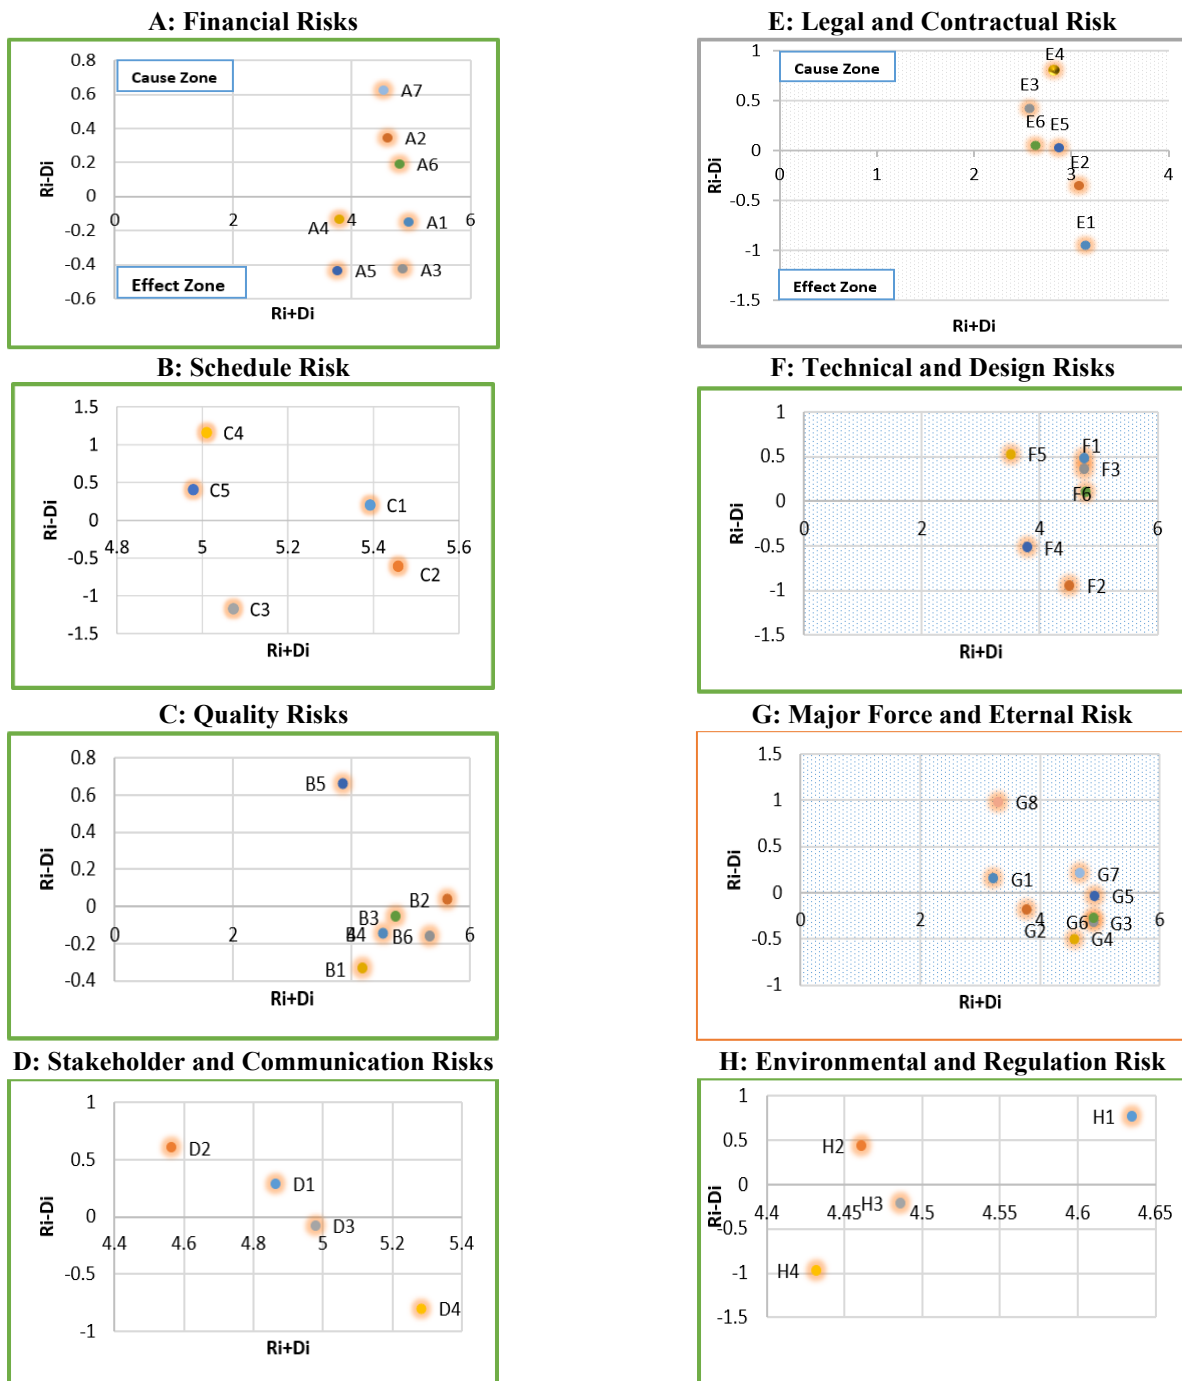 A: Financial Risks
0.8
Cause Zone
0.6
A7
0.4
A2
0.2
A6
0
0
2
4
6
A4
A1
-0.2
-0.4
A5
A3
Effect Zone
-0.6
Ri-Di
Ri+Di
E: Legal and Contractual Risk
1
E4
Cause Zone
E3
0.5
E6
E5
0
0
1
2
3
4
E2
-0.5
E1
-1
Effect Zone
-1.5
Ri-Di
Ri+Di
B: Schedule Risk
1.5
1
C4
0.5
C5
C1
0
4.8
5
5.2
5.4
5.6
-0.5
C2
-1
C3
-1.5
Ri-Di
Ri+Di
F: Technical and Design Risks
1
0.5
F5
F1
F3
F6
0
0
2
4
6
-0.5
F4
-1
F2
-1.5
Ri-Di
Ri+Di
C: Quality Risks
0.8
B5
0.6
0.4
0.2
B2
0
B3
0
2
4
B4
B6
6
-0.2
B1
-0.4
Ri-Di
Ri+Di
G: Major Force and Eternal Risk
1.5
1
G8
0.5
G1
G7
0
G5
0
2
4
6
G2
G6
G3
-0.5
G4
-1
Ri-Di
Ri+Di
D: Stakeholder and Communication Risks
1
0.5
D2
D1
0
D3
4.4
4.6
4.8
5
5.2
5.4
-0.5
D4
-1
Ri-Di
Ri+Di
H: Environmental and Regulation Risk
1
H1
0.5
H2
0
H3
4.4
4.45
4.5
4.55
4.6
4.65
-0.5
-1
H4
-1.5
Ri-Di
Ri+Di